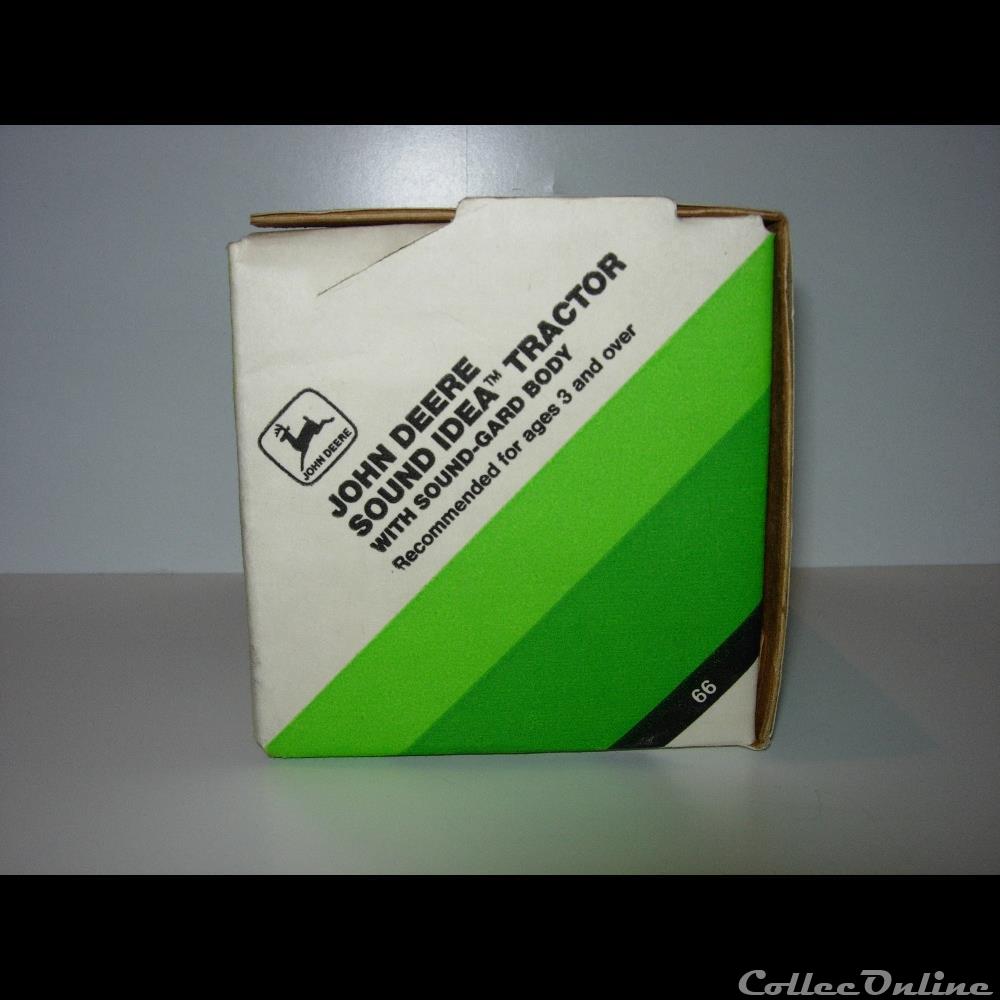 JOHN DEERE
JOHN DEERE
SOUND IDEA™ TRACTOR
WITH SOUND-GARD BODY
Recommended for ages 3 and over
66
CollecOnline